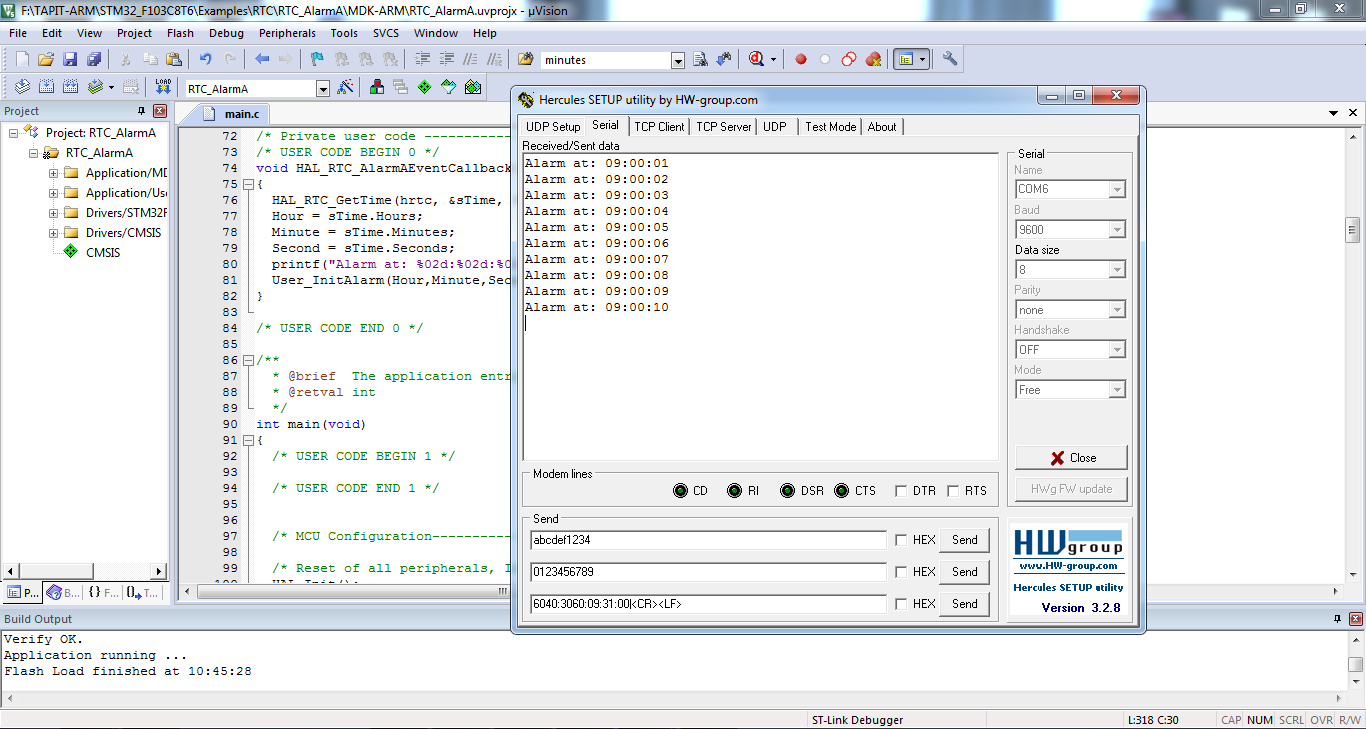 F:\TAPIT-ARM\STM32_F103C8T6\Examples\RTC\RTC_AlarmA\MDK-ARM\RTC_AlarmA.uvprojx - µVision
File Edit View Project Flash Debug Peripherals Tools SVCS Window Help
minutes
LOAD RTC_AlarmA
Project
Project: RTC_AlarmA
RTC_AlarmA
Application/MD
Application/Use
Drivers/STM32F
Drivers/CMSIS
CMSIS
P... B... {} F... T...
main.c
72 /* Private user code -----------
73 /* USER CODE BEGIN 0 */
74 void HAL_RTC_AlarmAEventCallback
75 {
76 HAL_RTC_GetTime(hrtc, &sTime,
77 Hour = sTime.Hours;
78 Minute = sTime.Minutes;
79 Second = sTime.Seconds;
80 printf("Alarm at: %02d:%02d:%0
81 User_InitAlarm(Hour,Minute,Sec
82 }
83
84 /* USER CODE END 0 */
85
86 /**
87 * @brief The application entr
88 * @retval int
89 */
90 int main(void)
91 {
92 /* USER CODE BEGIN 1 */
93
94 /* USER CODE END 1 */
95
96
97 /* MCU Configuration----------
98
99 /* Reset of all peripherals, I
100 HAL_Init();
Hercules SETUP utility by HW-group.com
UDP Setup Serial TCP Client TCP Server UDP Test Mode About
Received/Sent data
Alarm at: 09:00:01
Alarm at: 09:00:02
Alarm at: 09:00:03
Alarm at: 09:00:04
Alarm at: 09:00:05
Alarm at: 09:00:06
Alarm at: 09:00:07
Alarm at: 09:00:08
Alarm at: 09:00:09
Alarm at: 09:00:10
Serial
Name
COM6
Baud
9600
Data size
8
Parity
none
Handshake
OFF
Mode
Free
Close
HWg FW update
Modem lines
CD RI DSR CTS DTR RTS
Send
abcdef1234 HEX Send
0123456789 HEX Send
6040:3060:09:31:00<CR><LF> HEX Send
HW group
www.HW-group.com
Hercules SETUP utility
Version 3.2.8
Build Output
Verify OK.
Application running ...
Flash Load finished at 10:45:28
ST-Link Debugger L:318 C:30 CAP NUM SCRL OVR R/W